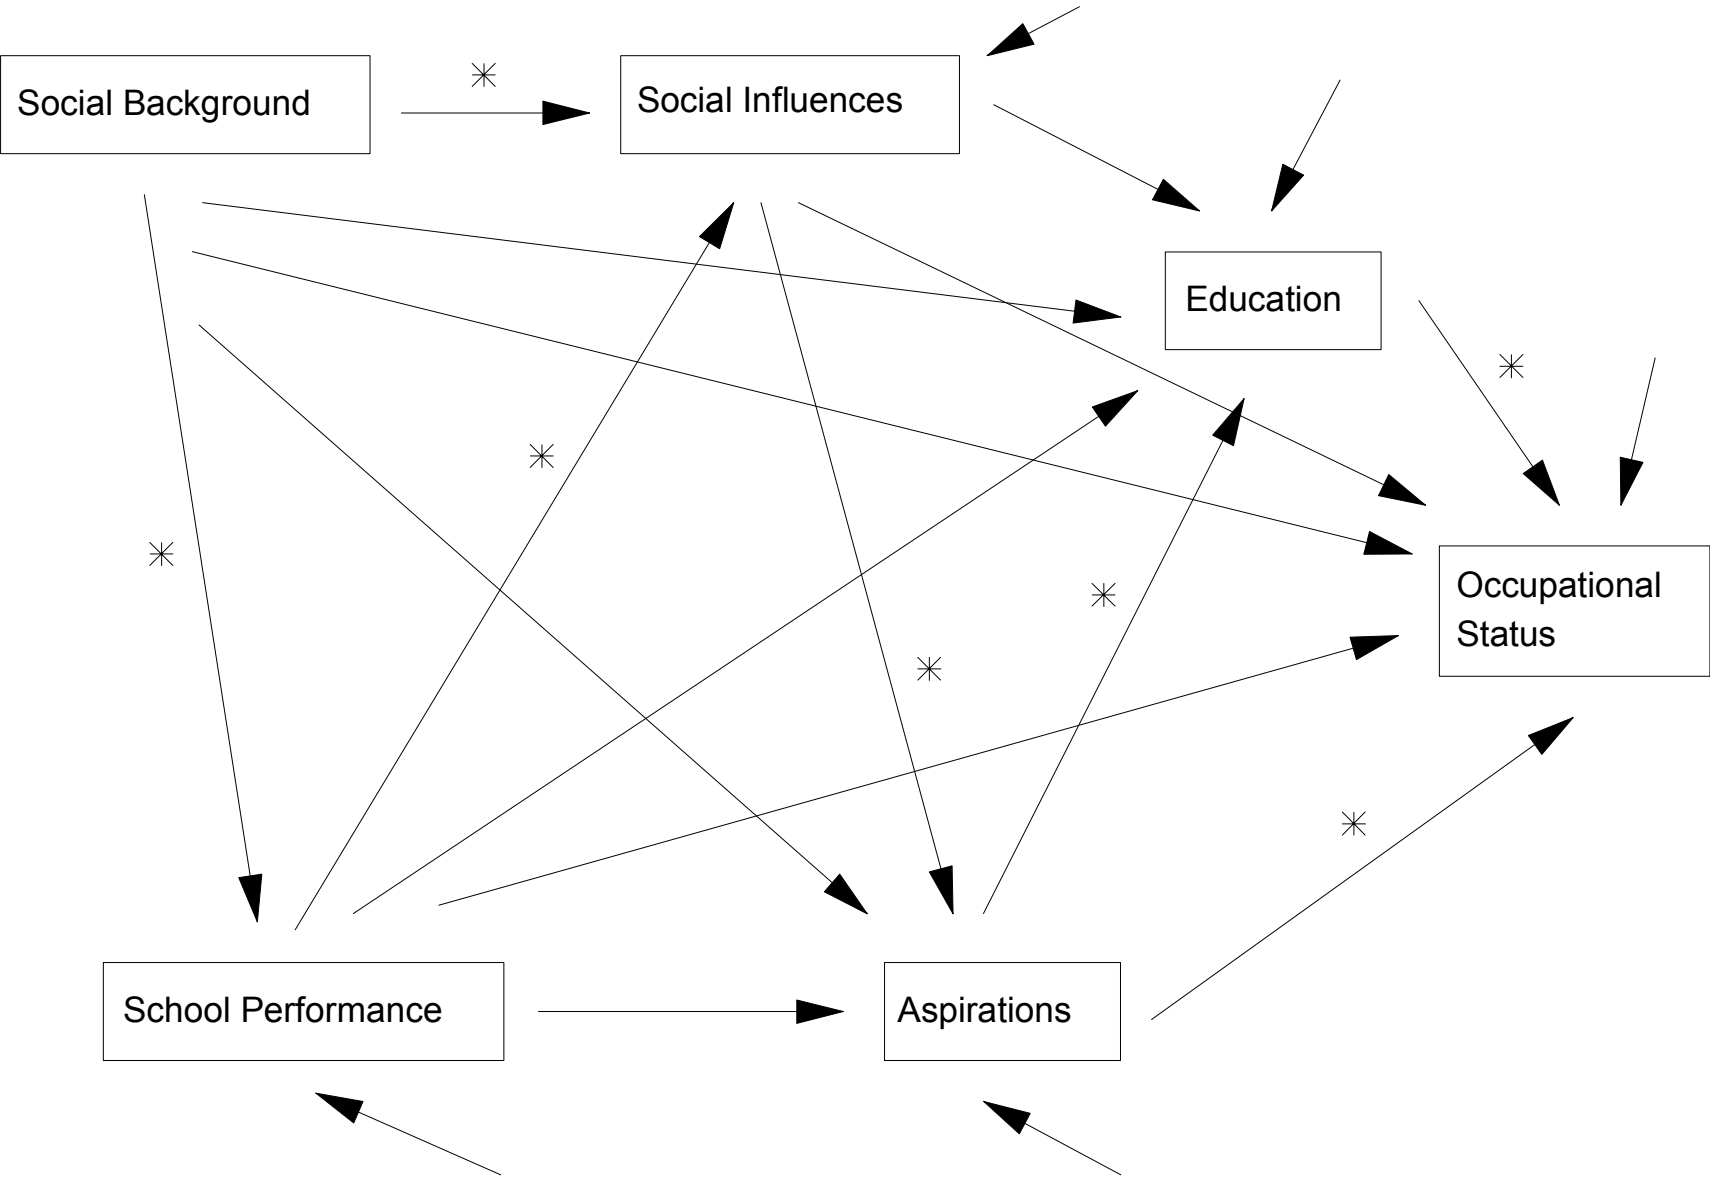 Social Background
Social Influences
Education
Occupational
Status
School Performance
Aspirations